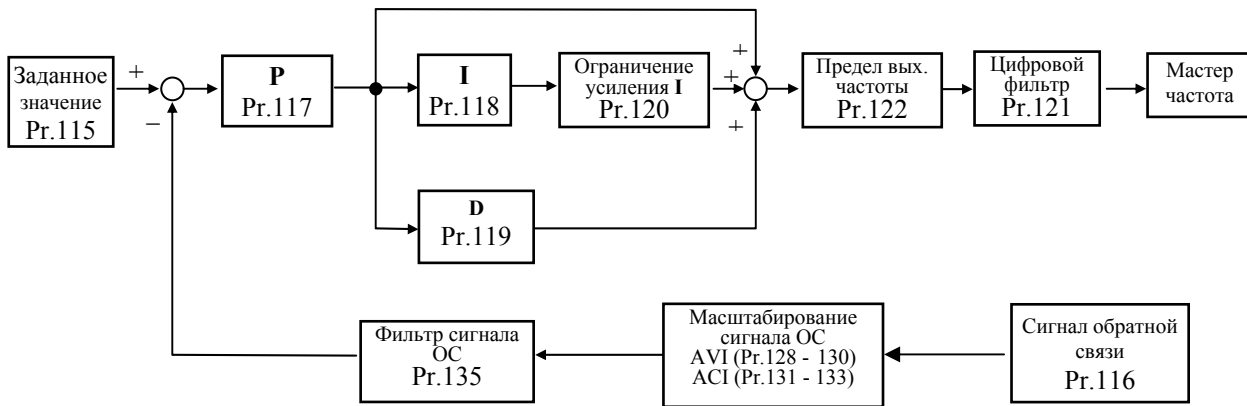 Заданное
значение
Pr.115
+
−
P
Pr.117
I
Pr.118
Ограничение
усиления I
Pr.120
+
+
+
Предел вых.
частоты
Pr.122
Цифровой
фильтр
Pr.121
Мастер
частота
D
Pr.119
Фильтр сигнала
ОС
Pr.135
Масштабирование
сигнала ОС
AVI (Pr.128 - 130)
ACI (Pr.131 - 133)
Сигнал обратной
связи
Pr.116